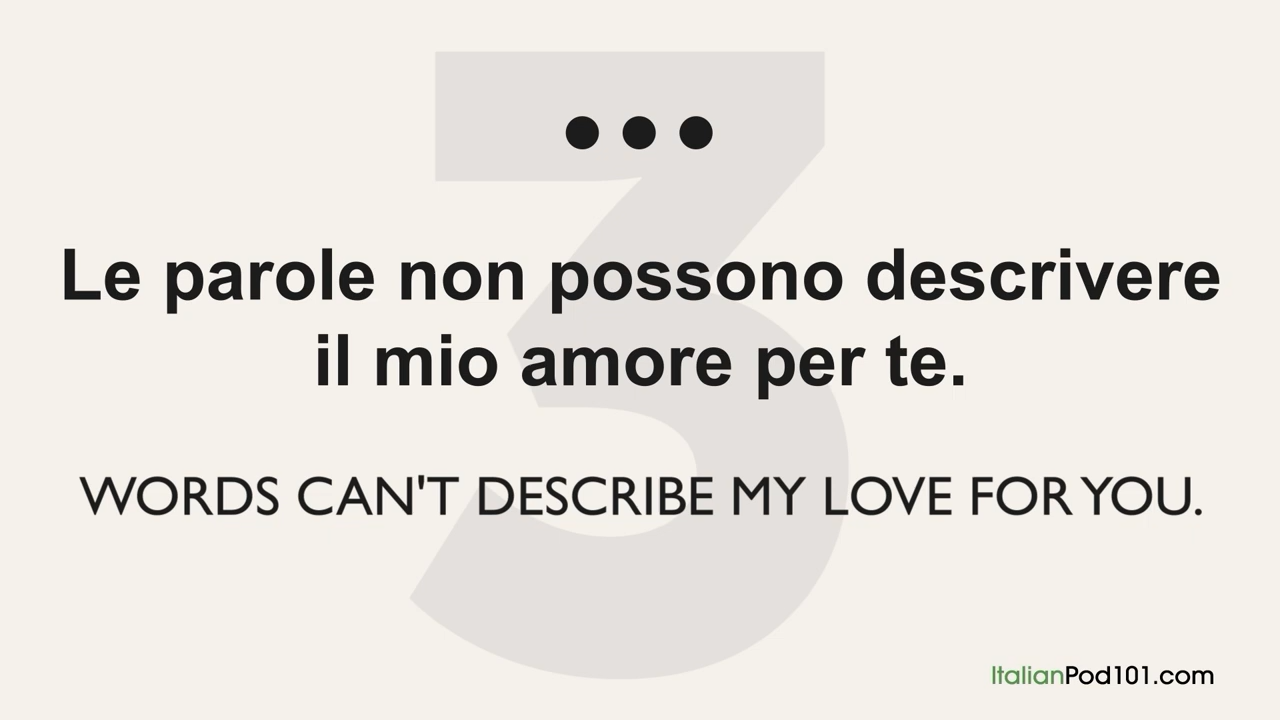 3
•••
Le parole non possono descrivere
il mio amore per te.
WORDS CAN'T DESCRIBE MY LOVE FOR YOU.
ItalianPod101.com